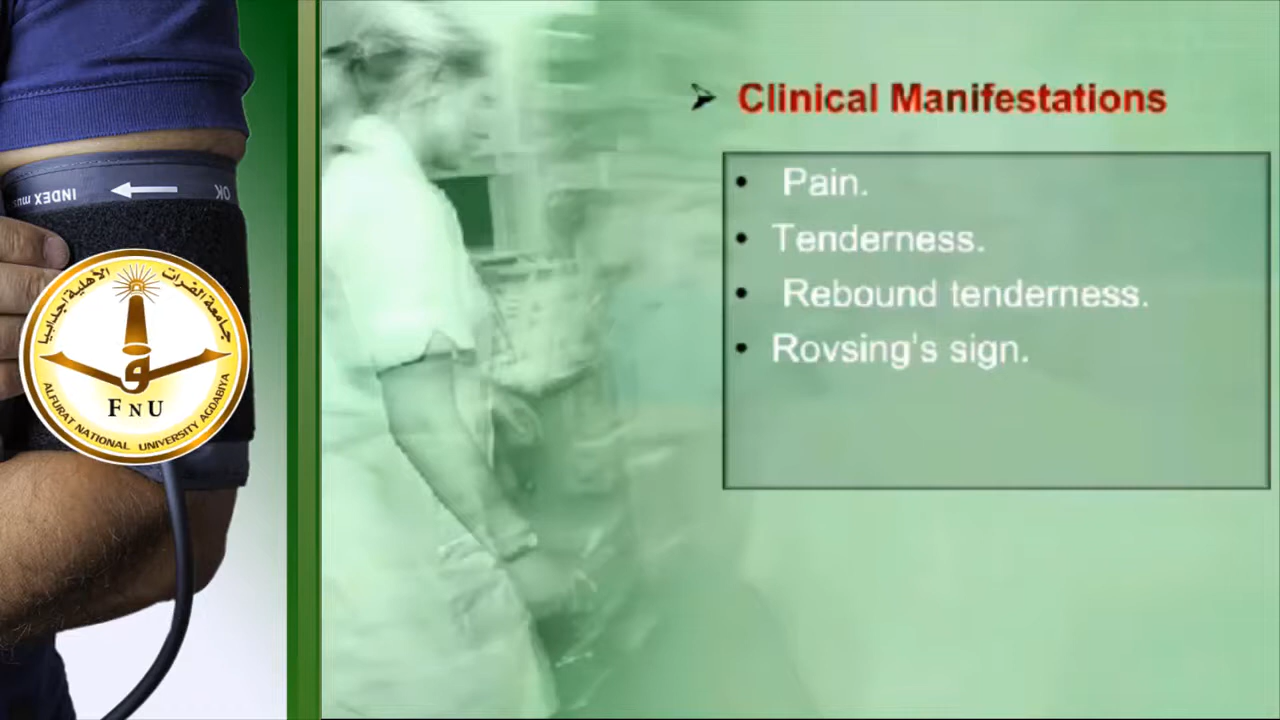 Clinical Manifestations
Pain.
Tenderness.
Rebound tenderness.
Rovsing's sign.
INDEX
OK
جامعة الفرات الأهلية اجدابيا
FNU
ALFURAT NATIONAL UNIVERSITY AGDABIYA